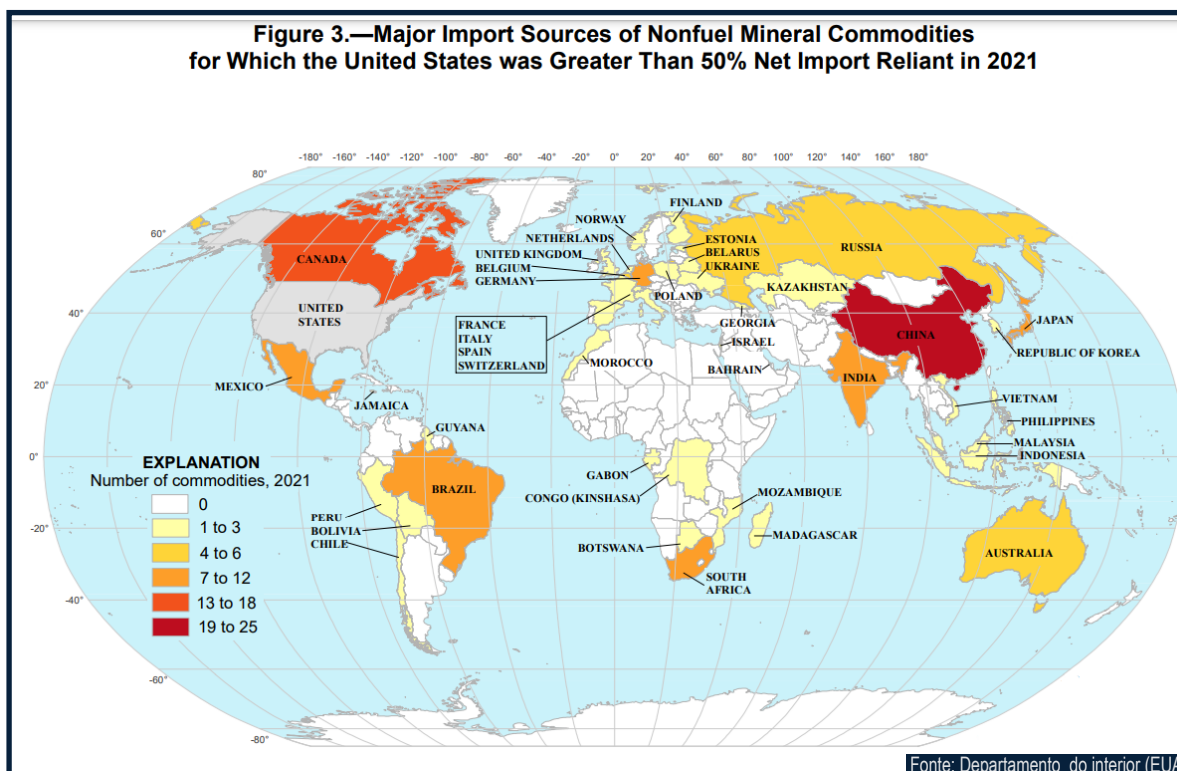 Figure 3.—Major Import Sources of Nonfuel Mineral Commodities
for Which the United States was Greater Than 50% Net Import Reliant in 2021
-180° -160° -140° -120° -100° -80° -60° -40° -20° 0° 20° 40° 60° 80° 100° 120° 140° 160° 180°
80°
60°
40°
20°
0°
-20°
-40°
-60°
-80°
CANADA
UNITED
STATES
MEXICO
JAMAICA
GUYANA
BRAZIL
PERU
BOLIVIA
CHILE
NORWAY
FINLAND
NETHERLANDS
UNITED KINGDOM
BELGIUM
GERMANY
ESTONIA
BELARUS
UKRAINE
POLAND
FRANCE
ITALY
SPAIN
SWITZERLAND
RUSSIA
KAZAKHSTAN
GEORGIA
ISRAEL
BAHRAIN
MOROCCO
CHINA
JAPAN
REPUBLIC OF KOREA
INDIA
VIETNAM
PHILIPPINES
MALAYSIA
INDONESIA
GABON
CONGO (KINSHASA)
MOZAMBIQUE
MADAGASCAR
BOTSWANA
SOUTH
AFRICA
AUSTRALIA
EXPLANATION
Number of commodities, 2021
0
1 to 3
4 to 6
7 to 12
13 to 18
19 to 25
Fonte: Departamento do interior (EUA